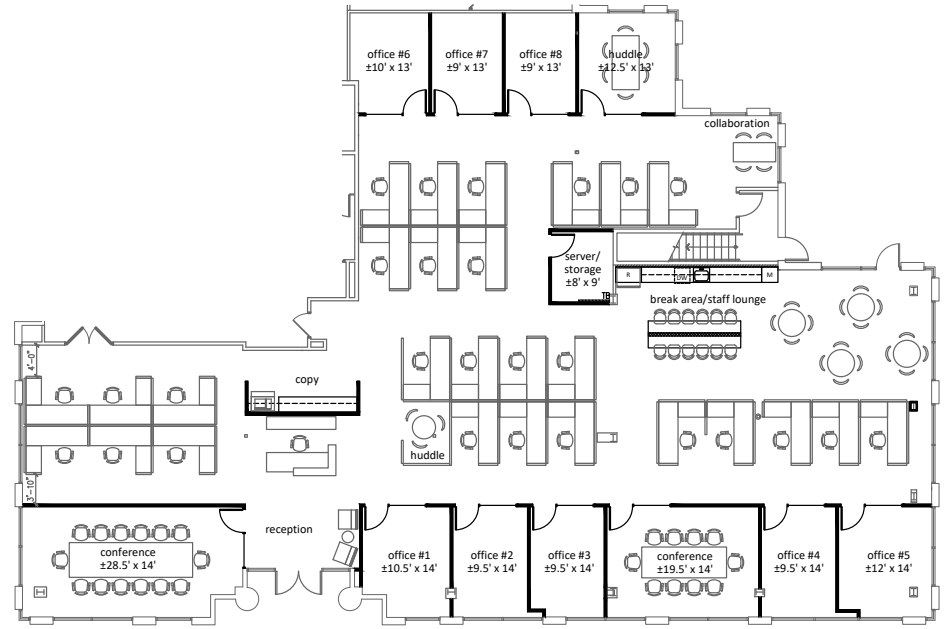 office #6
±10' x 13'
office #7
±9' x 13'
office #8
±9' x 13'
huddle
±12.5' x 13'
collaboration
server/
storage
±8' x 9'
R
DW
M
break area/staff lounge
4'-0"
copy
huddle
3'-10"
reception
conference
±28.5' x 14'
office #1
±10.5' x 14'
office #2
±9.5' x 14'
office #3
±9.5' x 14'
conference
±19.5' x 14'
office #4
±9.5' x 14'
office #5
±12' x 14'